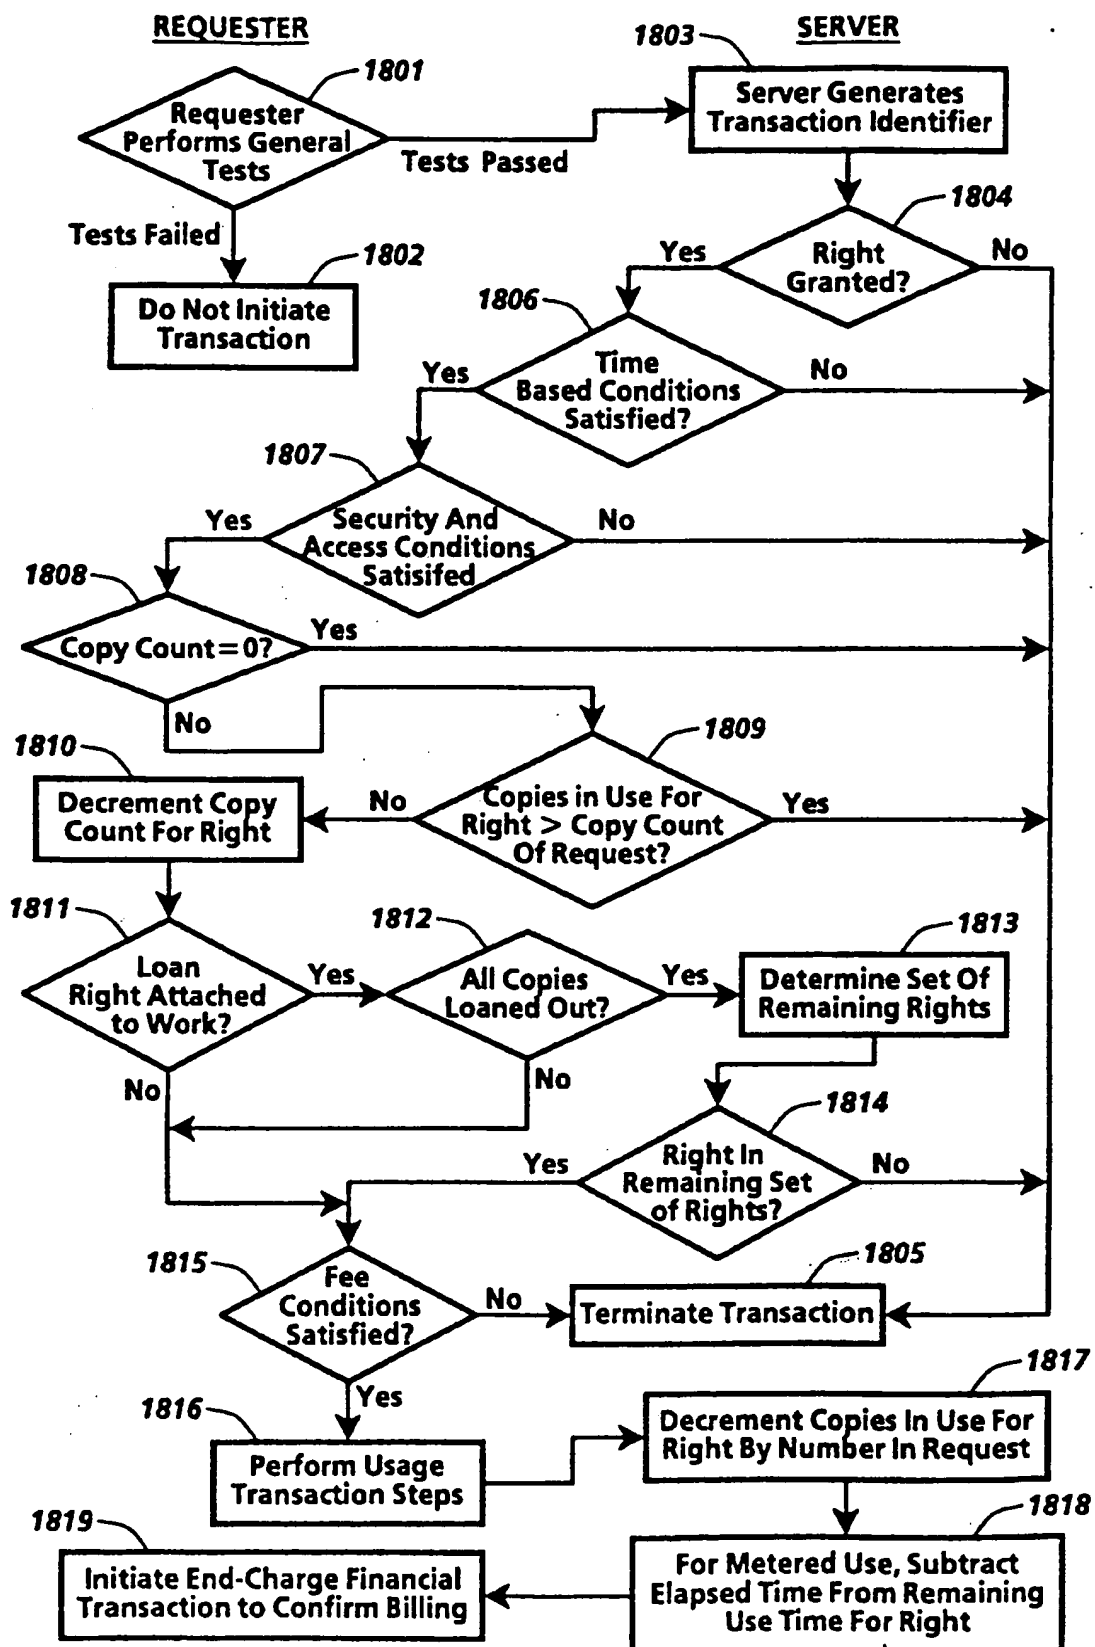 REQUESTER
SERVER
1801
1803
Requester
Performs General
Tests
Server Generates
Transaction Identifier
Tests Passed
Tests Failed
1802
1804
Do Not Initiate
Transaction
Yes
Right
Granted?
No
1806
Time
Based Conditions
Satisfied?
Yes
No
1807
Security And
Access Conditions
Satisifed
Yes
No
1808
Copy Count=0?
Yes
No
1809
1810
Decrement Copy
Count For Right
No
Copies in Use For
Right > Copy Count
Of Request?
Yes
1811
1812
1813
Loan
Right Attached
to Work?
Yes
All Copies
Loaned Out?
Yes
Determine Set Of
Remaining Rights
No
No
1814
Yes
Right In
Remaining Set
of Rights?
No
1815
1805
Fee
Conditions
Satisfied?
No
Terminate Transaction
Yes
1816
1817
Perform Usage
Transaction Steps
Decrement Copies In Use For
Right By Number In Request
1819
1818
Initiate End-Charge Financial
Transaction to Confirm Billing
For Metered Use, Subtract
Elapsed Time From Remaining
Use Time For Right